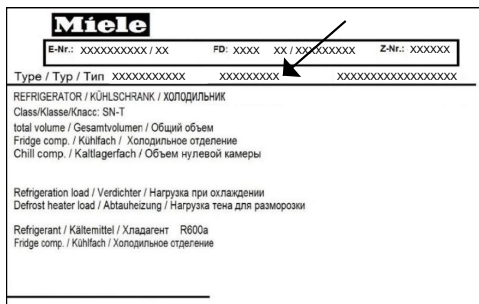 Miele
E-Nr.: XXXXXXXXXX / XX FD: XXXX XX / XXXXXXXXX Z-Nr.: XXXXXX
Type / Typ / Тип XXXXXXXXXXX XXXXXXXXX XXXXXXXXXXXXXXXXXX
REFRIGERATOR / KÜHLSCHRANK / ХОЛОДИЛЬНИК
Class/Klasse/Класс: SN-T
total volume / Gesamtvolumen / Общий объем
Fridge comp. / Kühlfach / Холодильное отделение
Chill comp. / Kaltlagerfach / Объем нулевой камеры
Refrigeration load / Verdichter / Нагрузка при охлаждении
Defrost heater load / Abtauheizung / Нагрузка тена для разморозки
Refrigerant / Kältemittel / Хладагент R600a
Fridge comp. / Kühlfach / Холодильное отделение